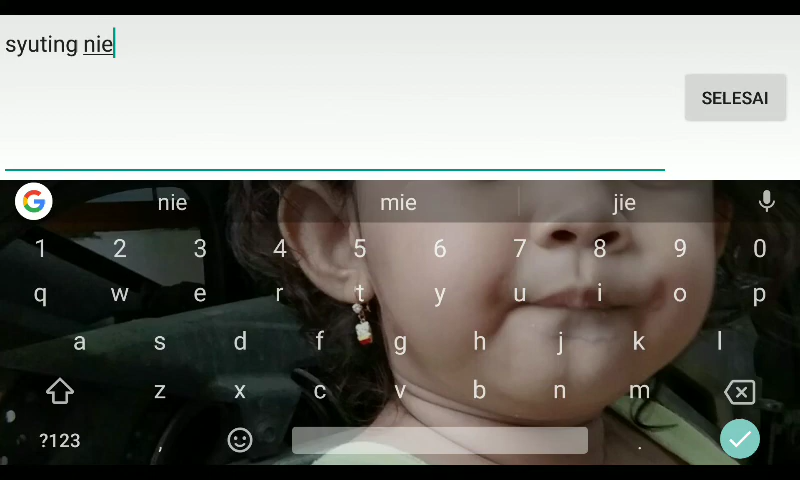 syuting nie
SELESAI
nie mie jie
1 2 3 4 5 6 7 8 9 0
q w e r t y u i o p
a s d f g h j k l
z x c v b n m
?123 , .